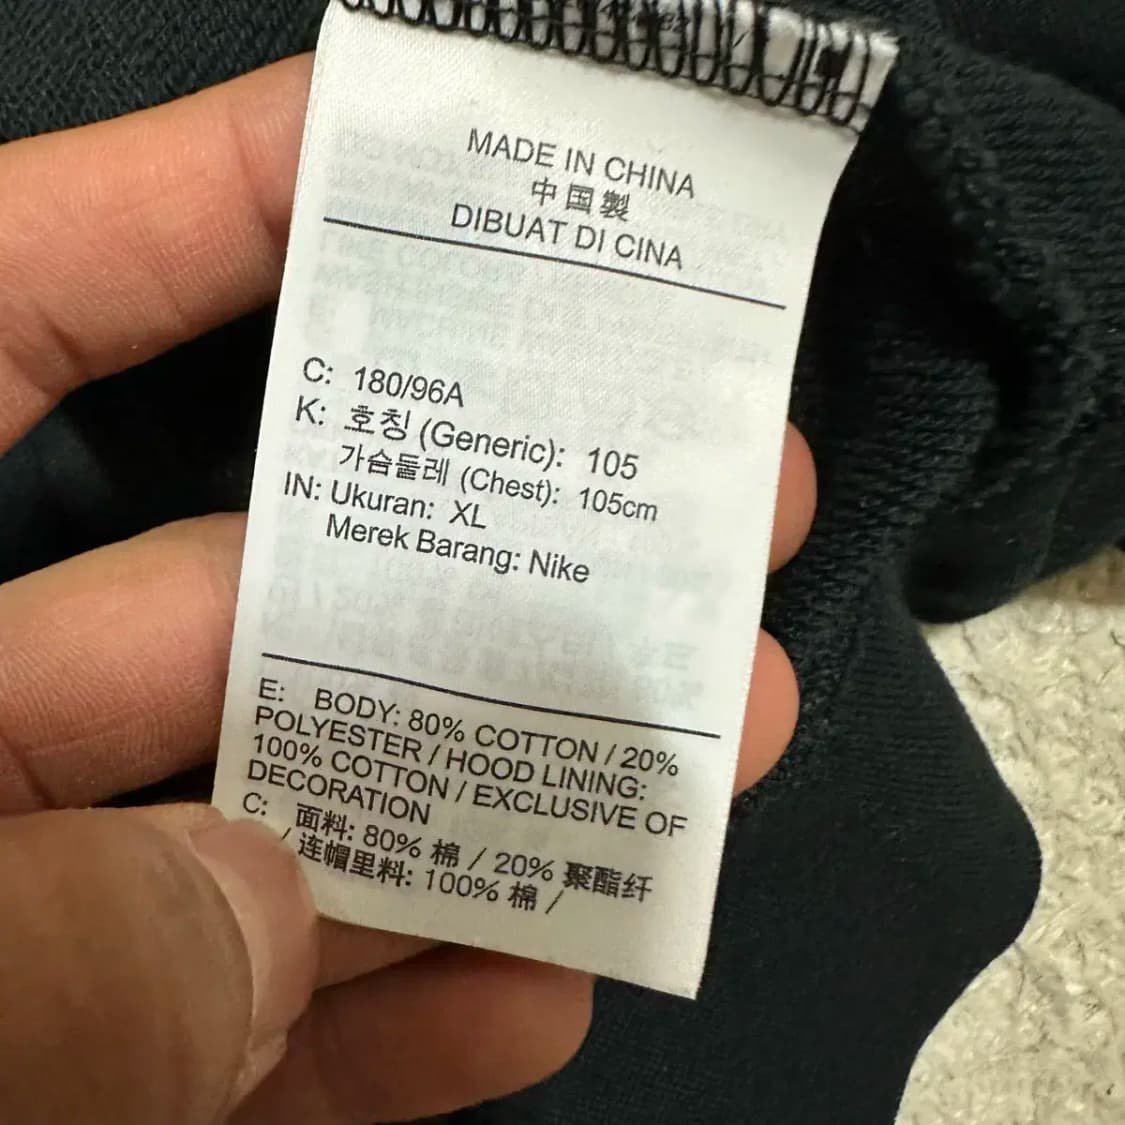 MADE IN CHINA
中国製
DIBUAT DI CINA
C: 180/96A
K: 호칭 (Generic): 105
가슴둘레 (Chest): 105cm
IN: Ukuran: XL
Merek Barang: Nike
E: BODY: 80% COTTON / 20%
POLYESTER / HOOD LINING:
100% COTTON / EXCLUSIVE OF
DECORATION
C: 面料: 80% 棉 / 20% 聚酯纤
/ 连帽里料: 100% 棉 /